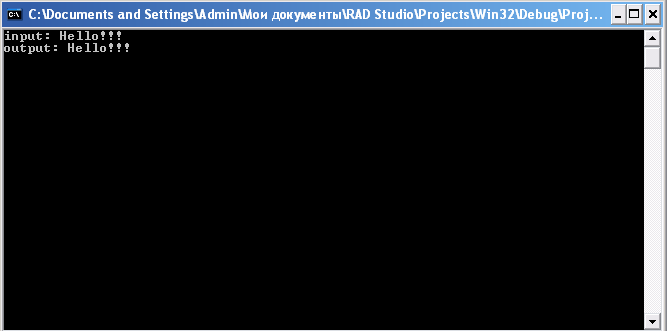 C:\Documents and Settings\Admin\Мои документы\RAD Studio\Projects\Win32\Debug\Proj...
input: Hello!!!
output: Hello!!!